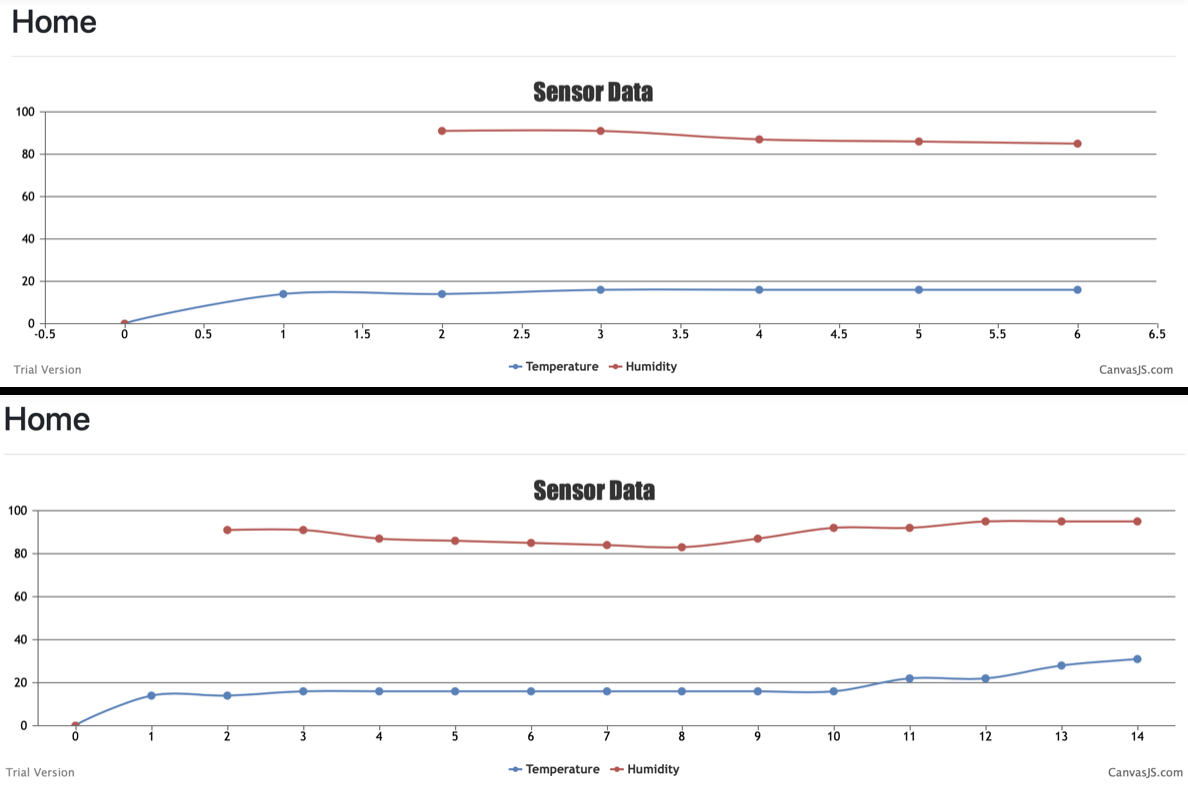 Home
Sensor Data
100
80
60
40
20
0
-0.5 0 0.5 1 1.5 2 2.5 3 3.5 4 4.5 5 5.5 6 6.5
Temperature Humidity
Trial Version CanvasJS.com
Home
Sensor Data
100
80
60
40
20
0
0 1 2 3 4 5 6 7 8 9 10 11 12 13 14
Temperature Humidity
Trial Version CanvasJS.com